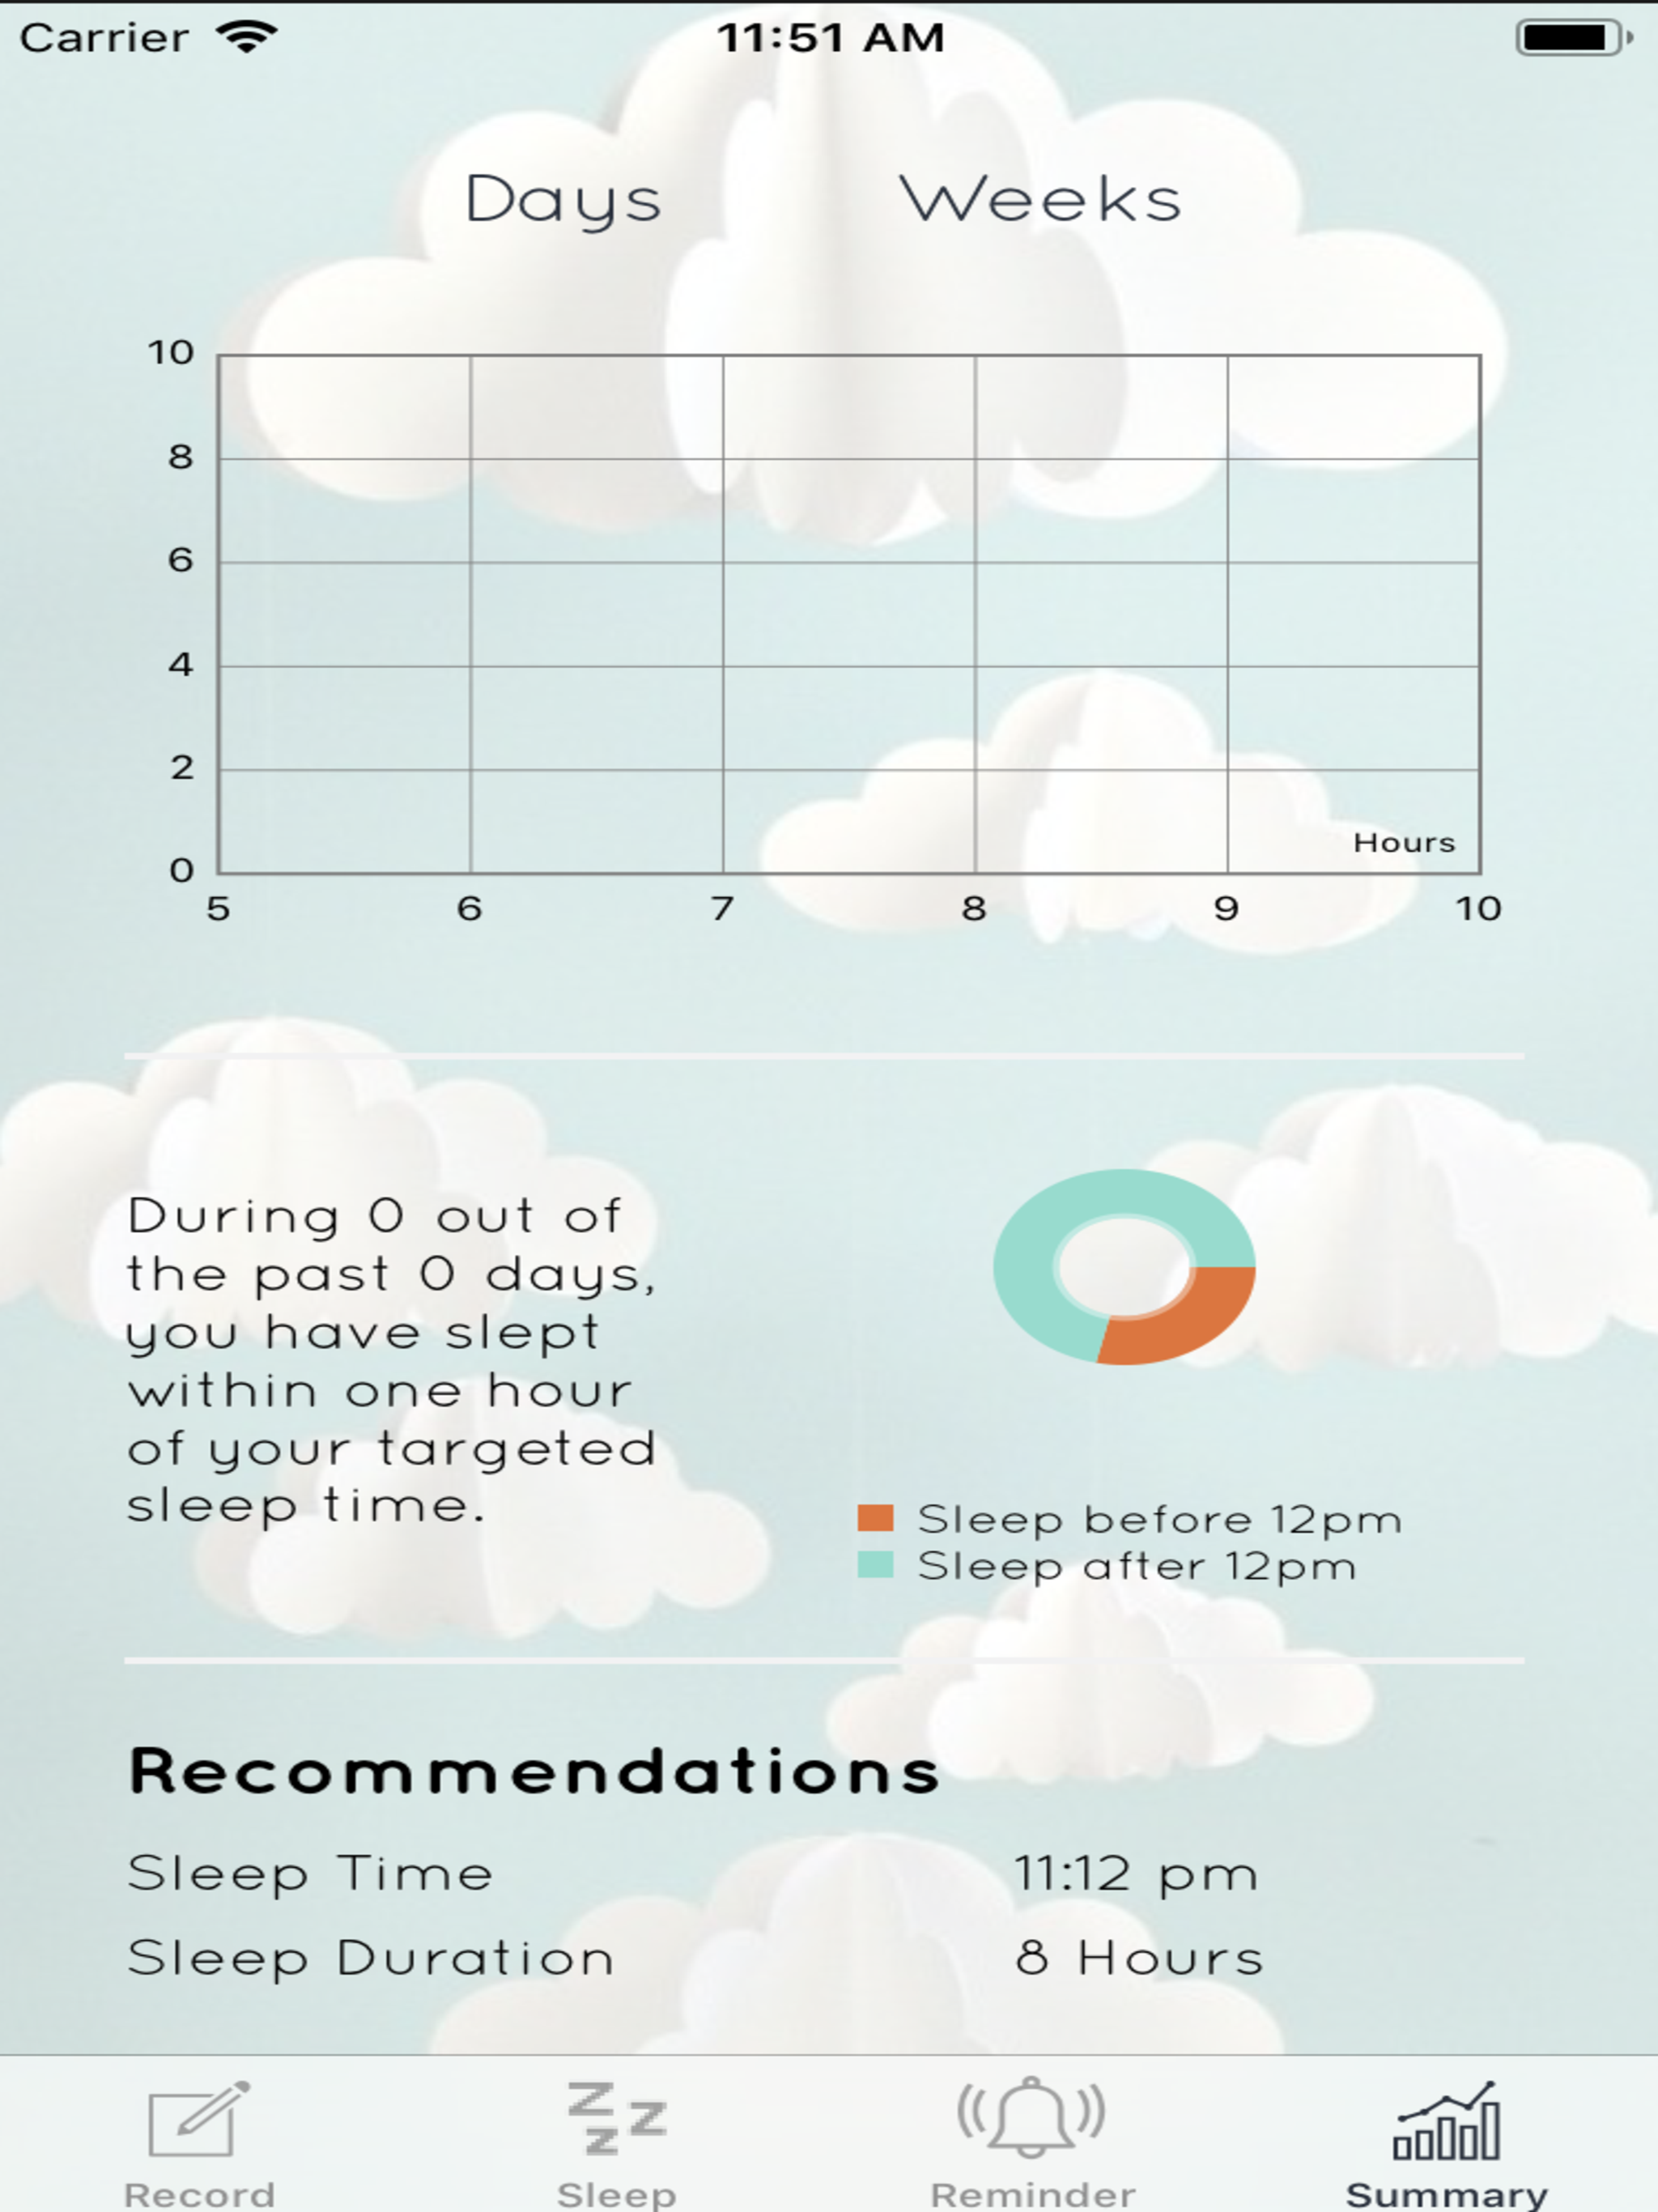 Carrier 11:51 AM
Days Weeks
10
8
6
4
2
0
Hours
5 6 7 8 9 10
During 0 out of
the past 0 days,
you have slept
within one hour
of your targeted
sleep time.
Sleep before 12pm
Sleep after 12pm
Recommendations
Sleep Time 11:12 pm
Sleep Duration 8 Hours
Record Sleep Reminder Summary